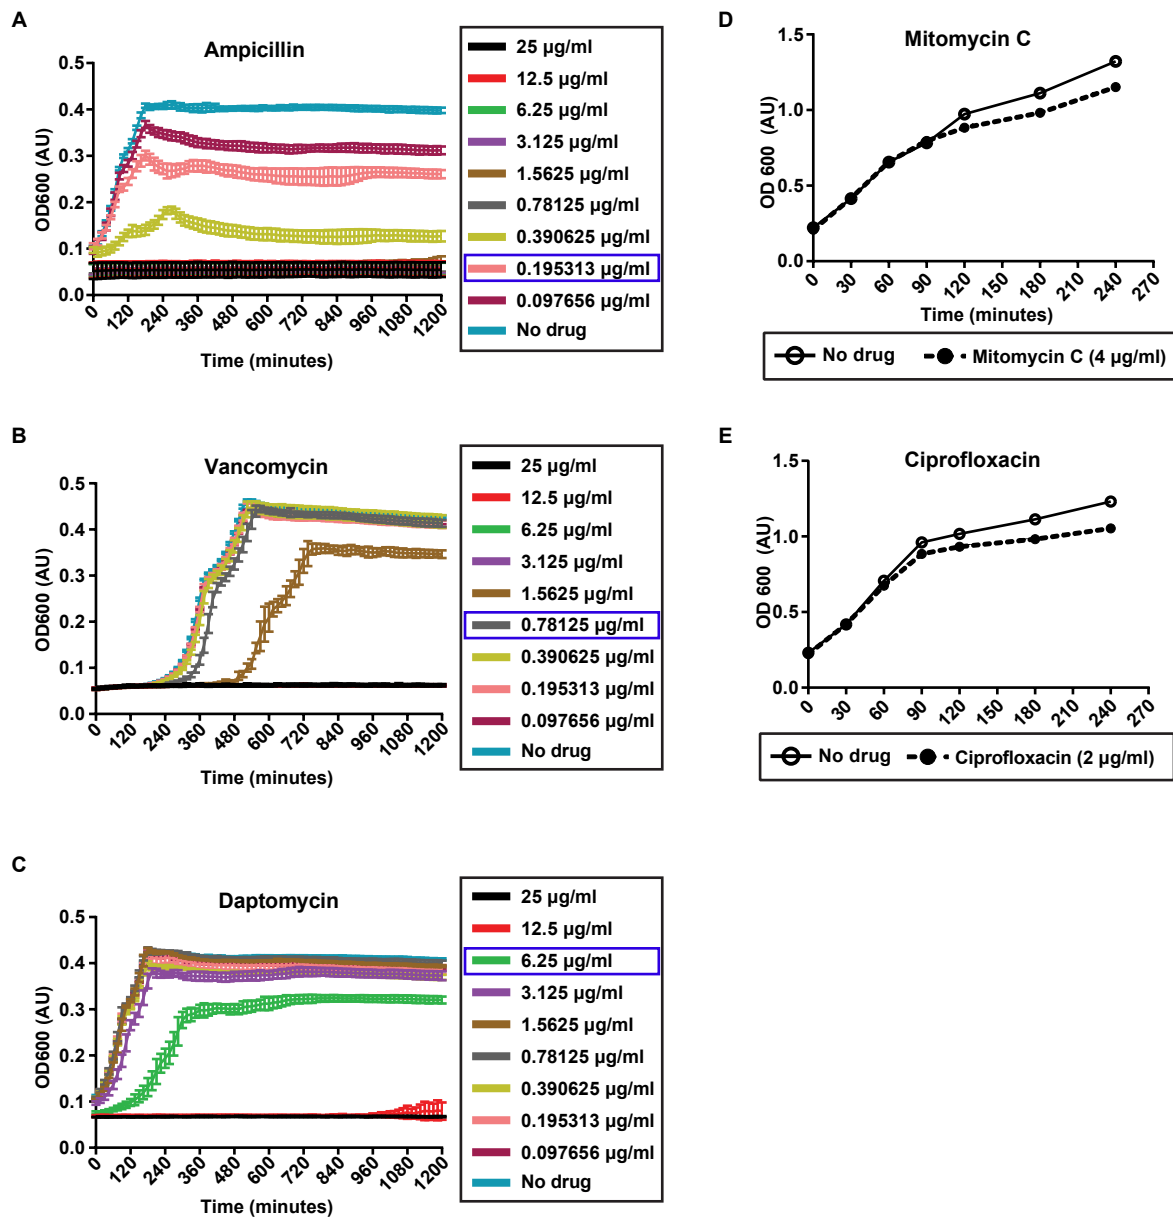 A
Ampicillin
OD600 (AU)
0.5
0.4
0.3
0.2
0.1
0.0
0 120 240 360 480 600 720 840 960 1080 1200
Time (minutes)
25 µg/ml
12.5 µg/ml
6.25 µg/ml
3.125 µg/ml
1.5625 µg/ml
0.78125 µg/ml
0.390625 µg/ml
0.195313 µg/ml
0.097656 µg/ml
No drug
B
Vancomycin
OD600 (AU)
0.5
0.4
0.3
0.2
0.1
0.0
0 120 240 360 480 600 720 840 960 1080 1200
Time (minutes)
25 µg/ml
12.5 µg/ml
6.25 µg/ml
3.125 µg/ml
1.5625 µg/ml
0.78125 µg/ml
0.390625 µg/ml
0.195313 µg/ml
0.097656 µg/ml
No drug
C
Daptomycin
OD600 (AU)
0.5
0.4
0.3
0.2
0.1
0.0
0 120 240 360 480 600 720 840 960 1080 1200
Time (minutes)
25 µg/ml
12.5 µg/ml
6.25 µg/ml
3.125 µg/ml
1.5625 µg/ml
0.78125 µg/ml
0.390625 µg/ml
0.195313 µg/ml
0.097656 µg/ml
No drug
D
Mitomycin C
OD 600 (AU)
1.5
1.0
0.5
0.0
0 30 60 90 120 150 180 210 240 270
Time (minutes)
No drug Mitomycin C (4 µg/ml)
E
Ciprofloxacin
OD 600 (AU)
1.5
1.0
0.5
0.0
0 30 60 90 120 150 180 210 240 270
Time (minutes)
No drug Ciprofloxacin (2 µg/ml)